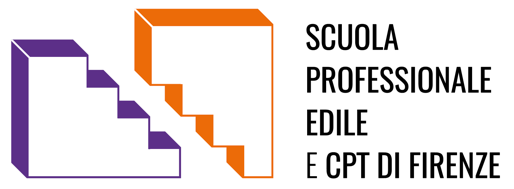 SCUOLA
PROFESSIONALE
EDILE
E CPT DI FIRENZE